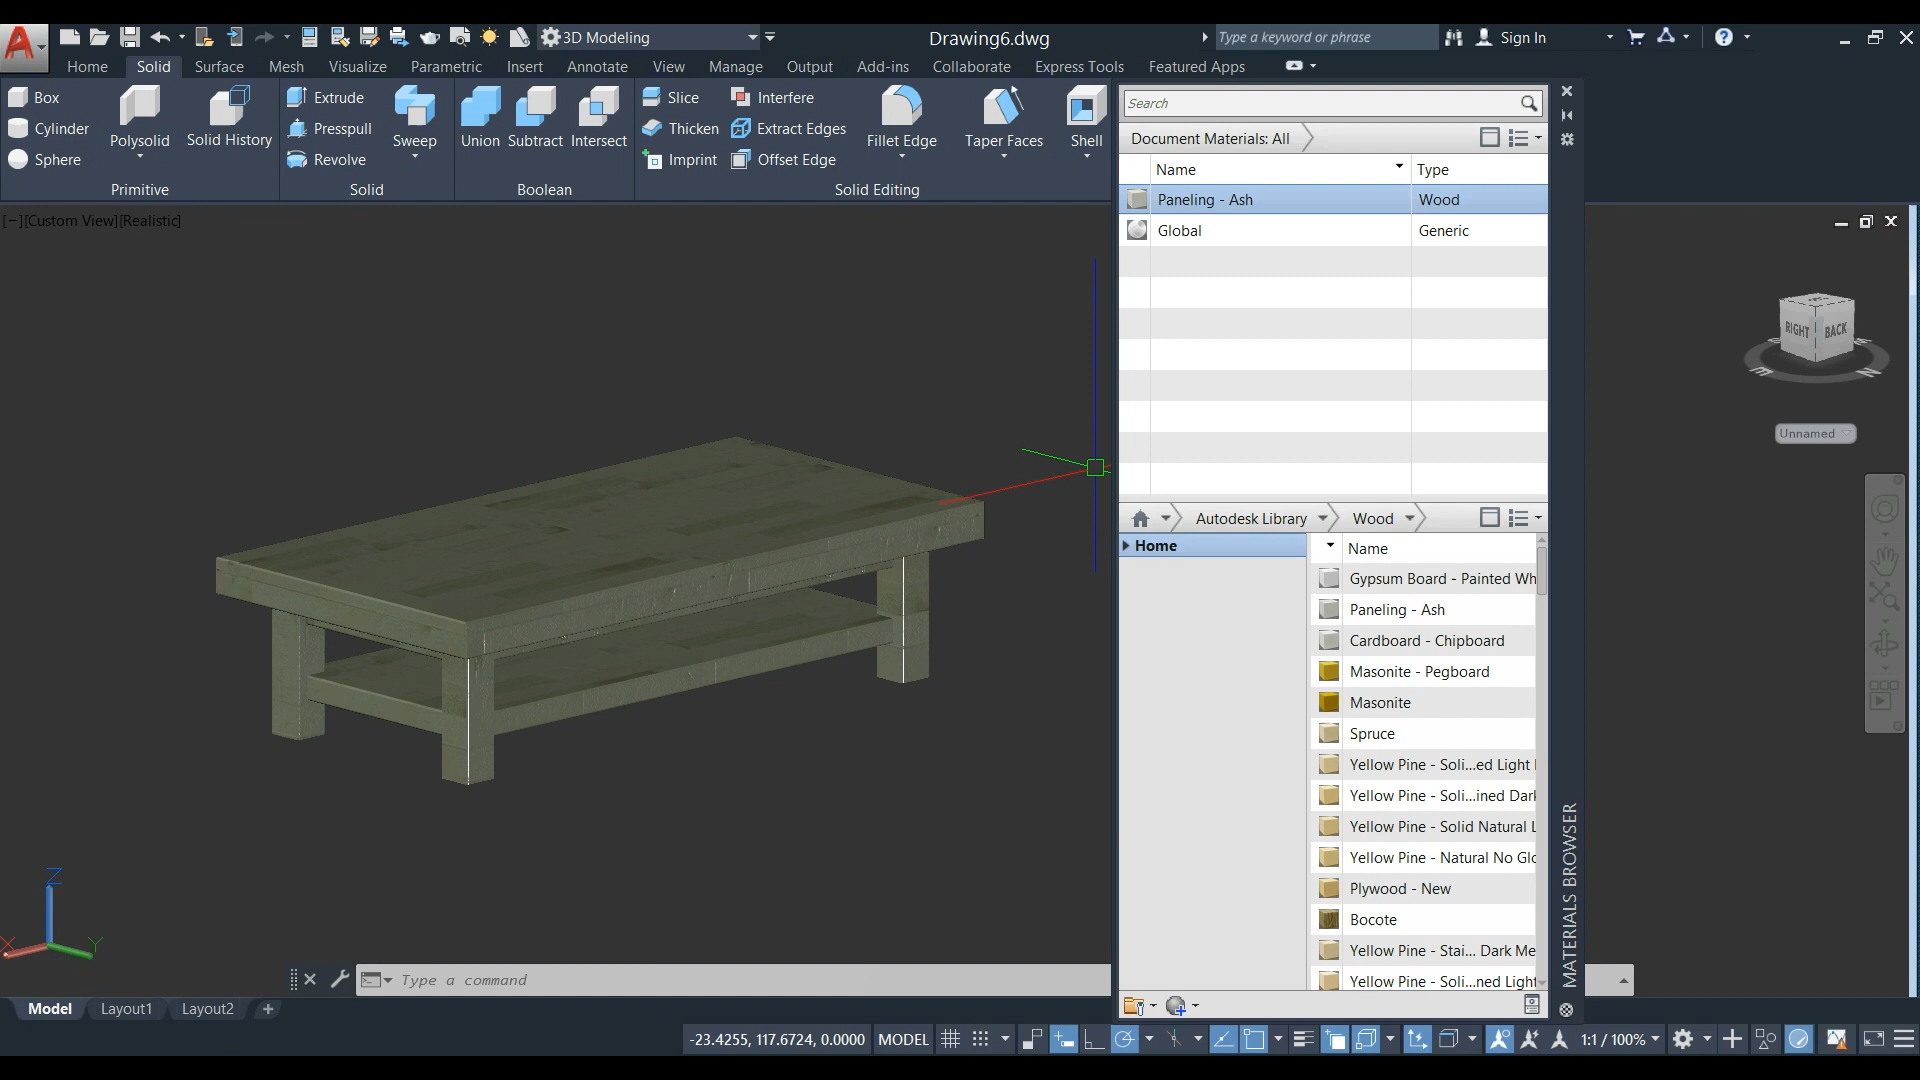 3D Modeling
Drawing6.dwg
Type a keyword or phrase
Sign In
Home
Solid
Surface
Mesh
Visualize
Parametric
Insert
Annotate
View
Manage
Output
Add-ins
Collaborate
Express Tools
Featured Apps
Box
Cylinder
Sphere
Polysolid
Solid History
Primitive
Extrude
Presspull
Revolve
Sweep
Solid
Union
Subtract
Intersect
Boolean
Slice
Thicken
Imprint
Interfere
Extract Edges
Offset Edge
Fillet Edge
Taper Faces
Shell
Solid Editing
[−][Custom View][Realistic]
Search
Document Materials: All
Name
Type
Paneling - Ash
Wood
Global
Generic
RIGHT
BACK
Unnamed
Autodesk Library
Wood
Home
Name
Gypsum Board - Painted Wh
Paneling - Ash
Cardboard - Chipboard
Masonite - Pegboard
Masonite
Spruce
Yellow Pine - Soli...ed Light
Yellow Pine - Soli...ined Dark
Yellow Pine - Solid Natural L
Yellow Pine - Natural No Glo
Plywood - New
Bocote
Yellow Pine - Stai... Dark Me
Yellow Pine - Soli...ned Light
MATERIALS BROWSER
Z
X
Y
Type a command
Model
Layout1
Layout2
-23.4255, 117.6724, 0.0000
MODEL
1:1 / 100%